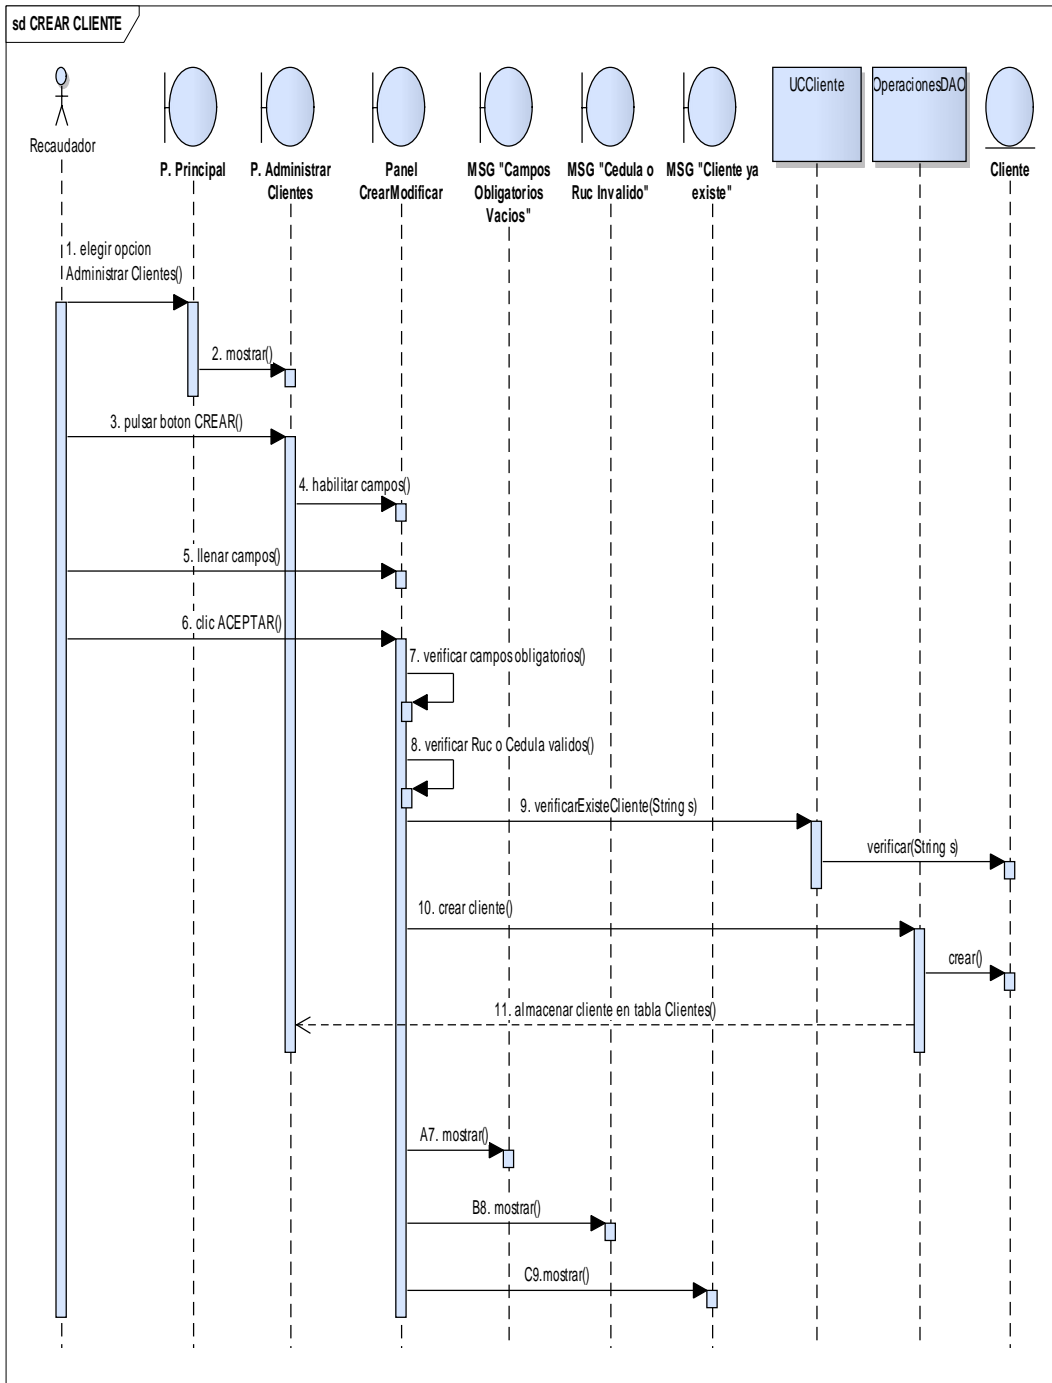 sd CREAR CLIENTE
Recaudador
P. Principal
P. Administrar
Clientes
Panel
CrearModificar
MSG "Campos
Obligatorios
Vacios"
MSG "Cedula o
Ruc Invalido"
MSG "Cliente ya
existe"
UCCliente
OperacionesDAO
Cliente
1. elegir opcion
Administrar Clientes()
2. mostrar()
3. pulsar boton CREAR()
4. habilitar campos()
5. llenar campos()
6. clic ACEPTAR()
7. verificar campos obligatorios()
8. verificar Ruc o Cedula validos()
9. verificarExisteCliente(String s)
verificar(String s)
10. crear cliente()
crear()
11. almacenar cliente en tabla Clientes()
A7. mostrar()
B8. mostrar()
C9.mostrar()